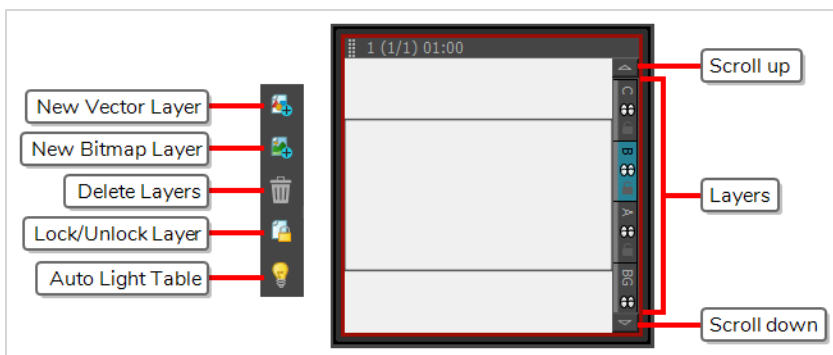 1 (1/1) 01:00
Scroll up
New Vector Layer
New Bitmap Layer
Delete Layers
Lock/Unlock Layer
Auto Light Table
C
B
A
BG
Layers
Scroll down